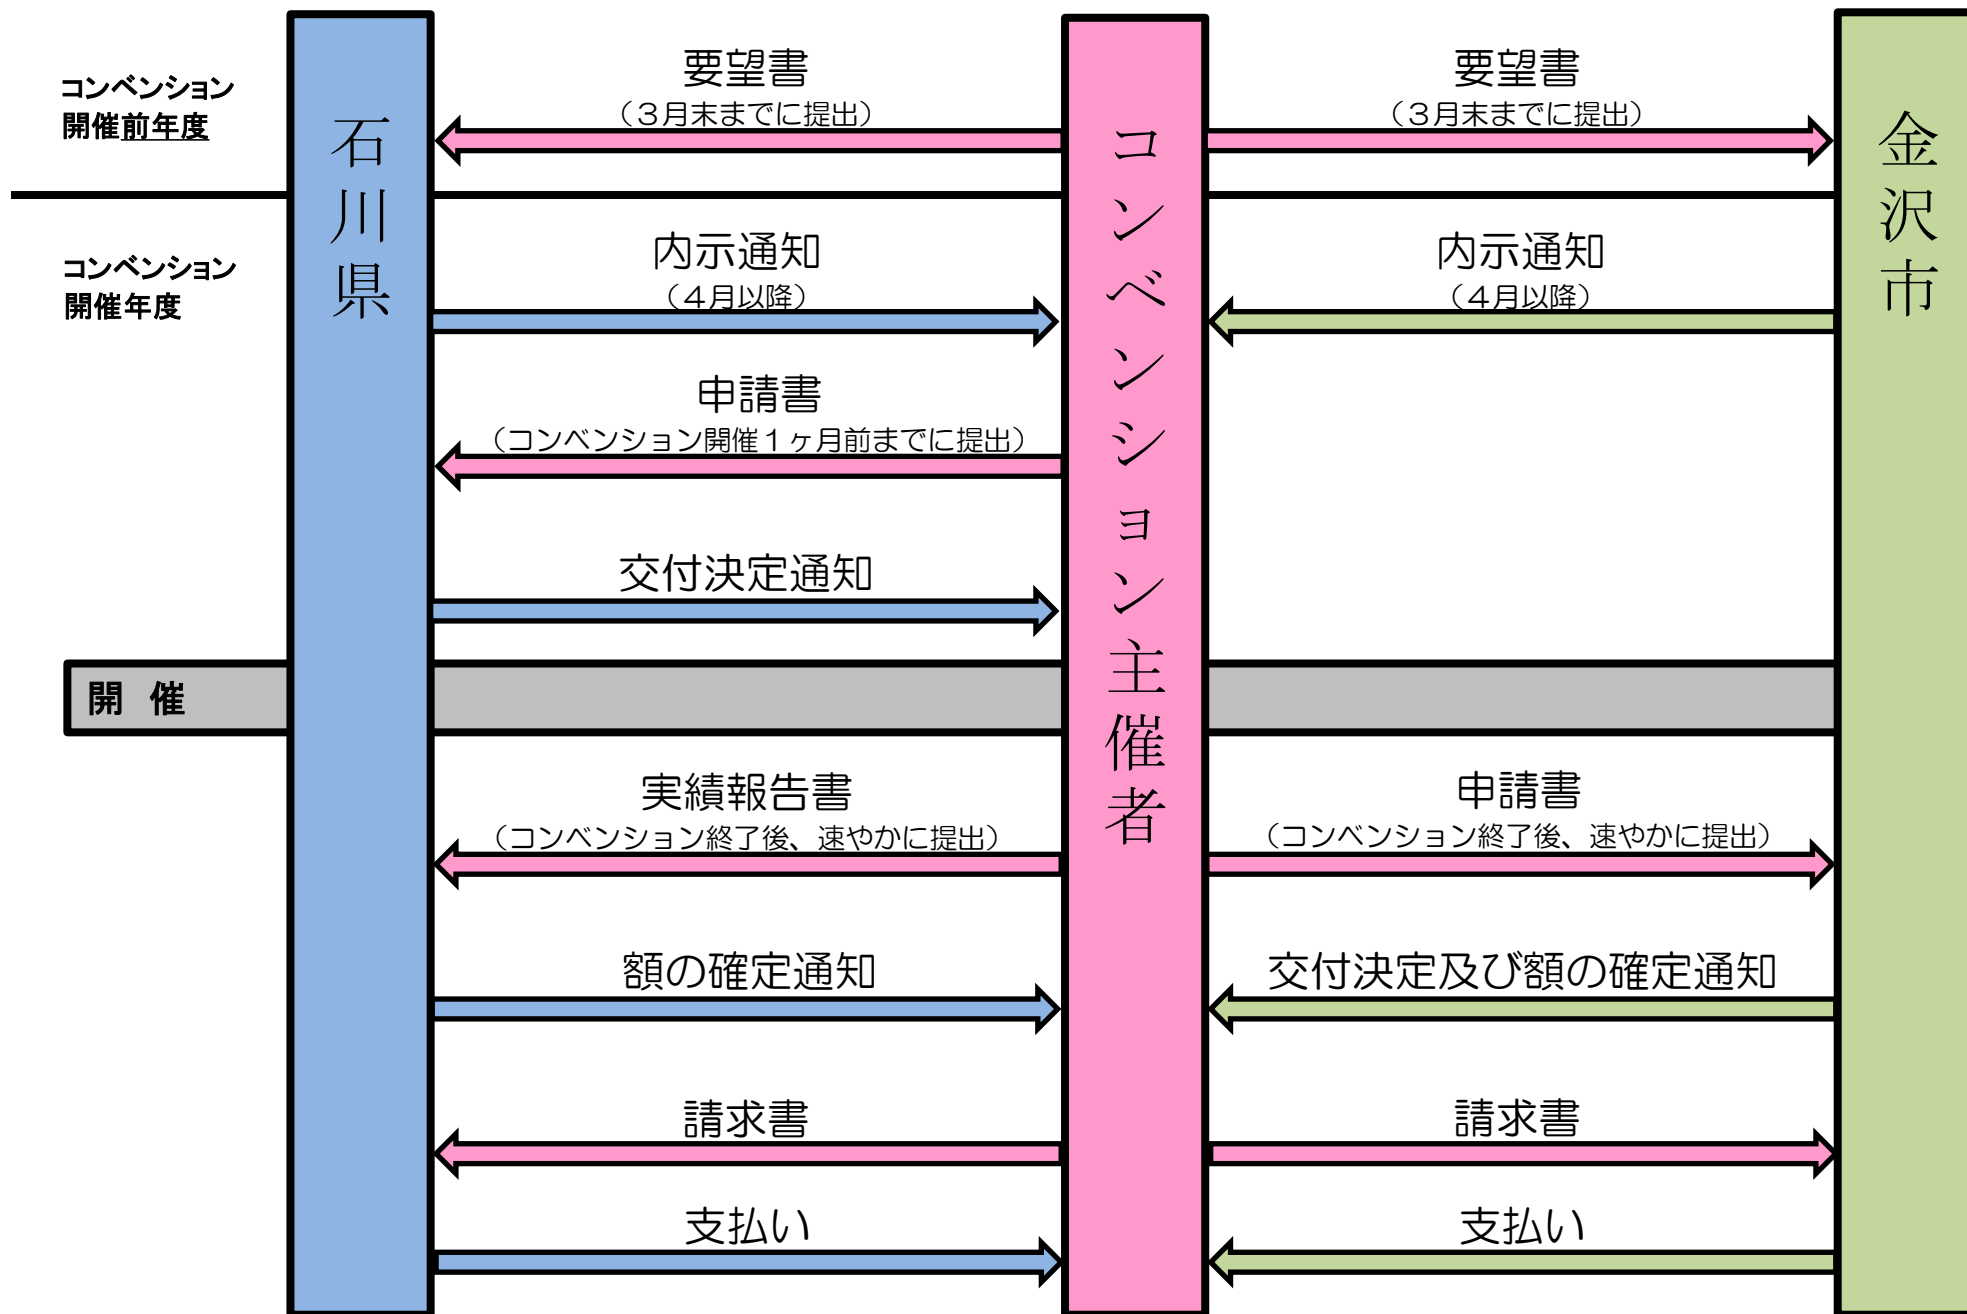 コンベンション
開催前年度
石川県
要望書
（３月末までに提出）
コンベンション主催者
要望書
（３月末までに提出）
金沢市
コンベンション
開催年度
内示通知
（４月以降）
内示通知
（４月以降）
申請書
（コンベンション開催１ヶ月前までに提出）
交付決定通知
開 催
実績報告書
（コンベンション終了後、速やかに提出）
申請書
（コンベンション終了後、速やかに提出）
額の確定通知
交付決定及び額の確定通知
請求書
請求書
支払い
支払い